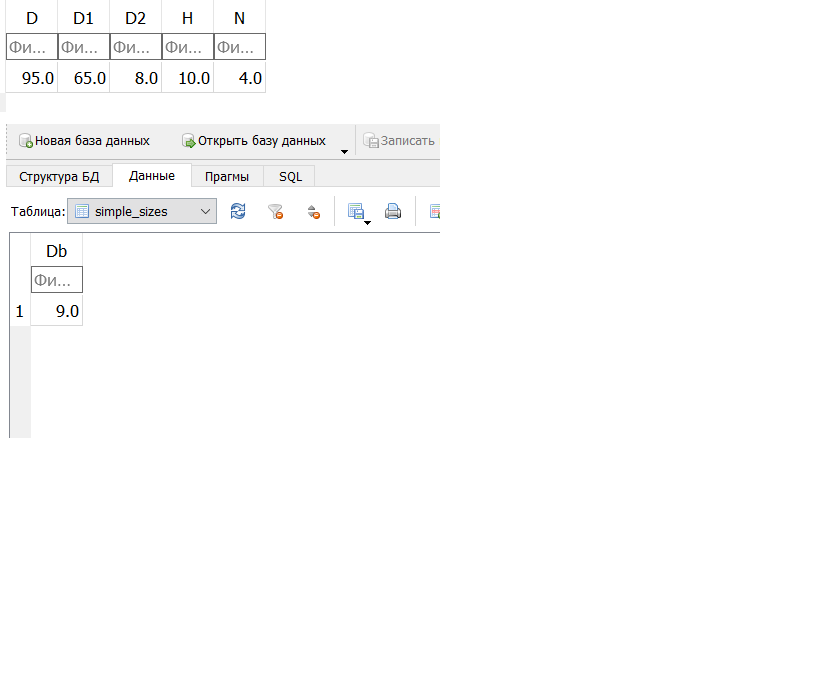 D D1 D2 H N
Фи... Фи... Фи... Фи... Фи...
95.0 65.0 8.0 10.0 4.0
Новая база данных Открыть базу данных Записать
Структура БД Данные Прагмы SQL
Таблица: simple_sizes
Db
Фи...
1 9.0